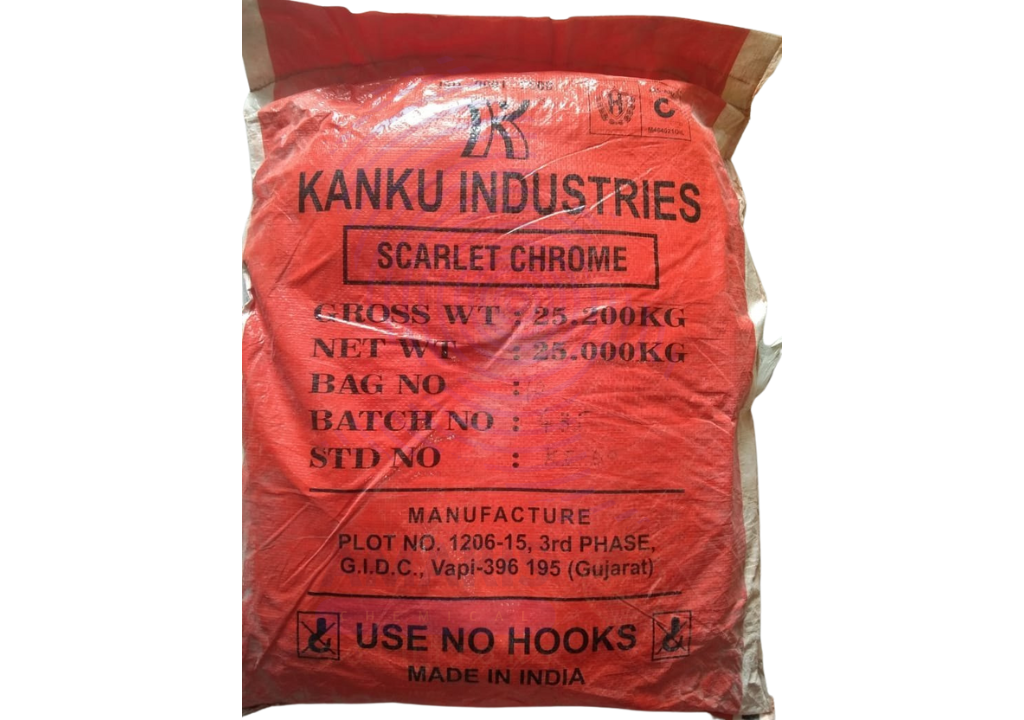 KANKU INDUSTRIES
SCARLET CHROME
GROSS WT : 25.200KG
NET WT : 25.000KG
BAG NO :
BATCH NO :
STD NO :
MANUFACTURE
PLOT NO. 1206-15, 3rd PHASE,
G.I.D.C., Vapi-396 195 (Gujarat)
USE NO HOOKS
MADE IN INDIA